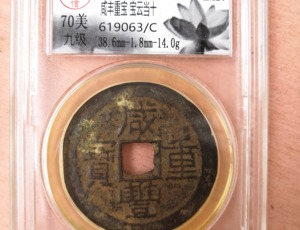 咸丰重宝 宝云当十
70美
九级
619063/C
38.6mm-1.8mm-14.0g
咸
豐
重
寶